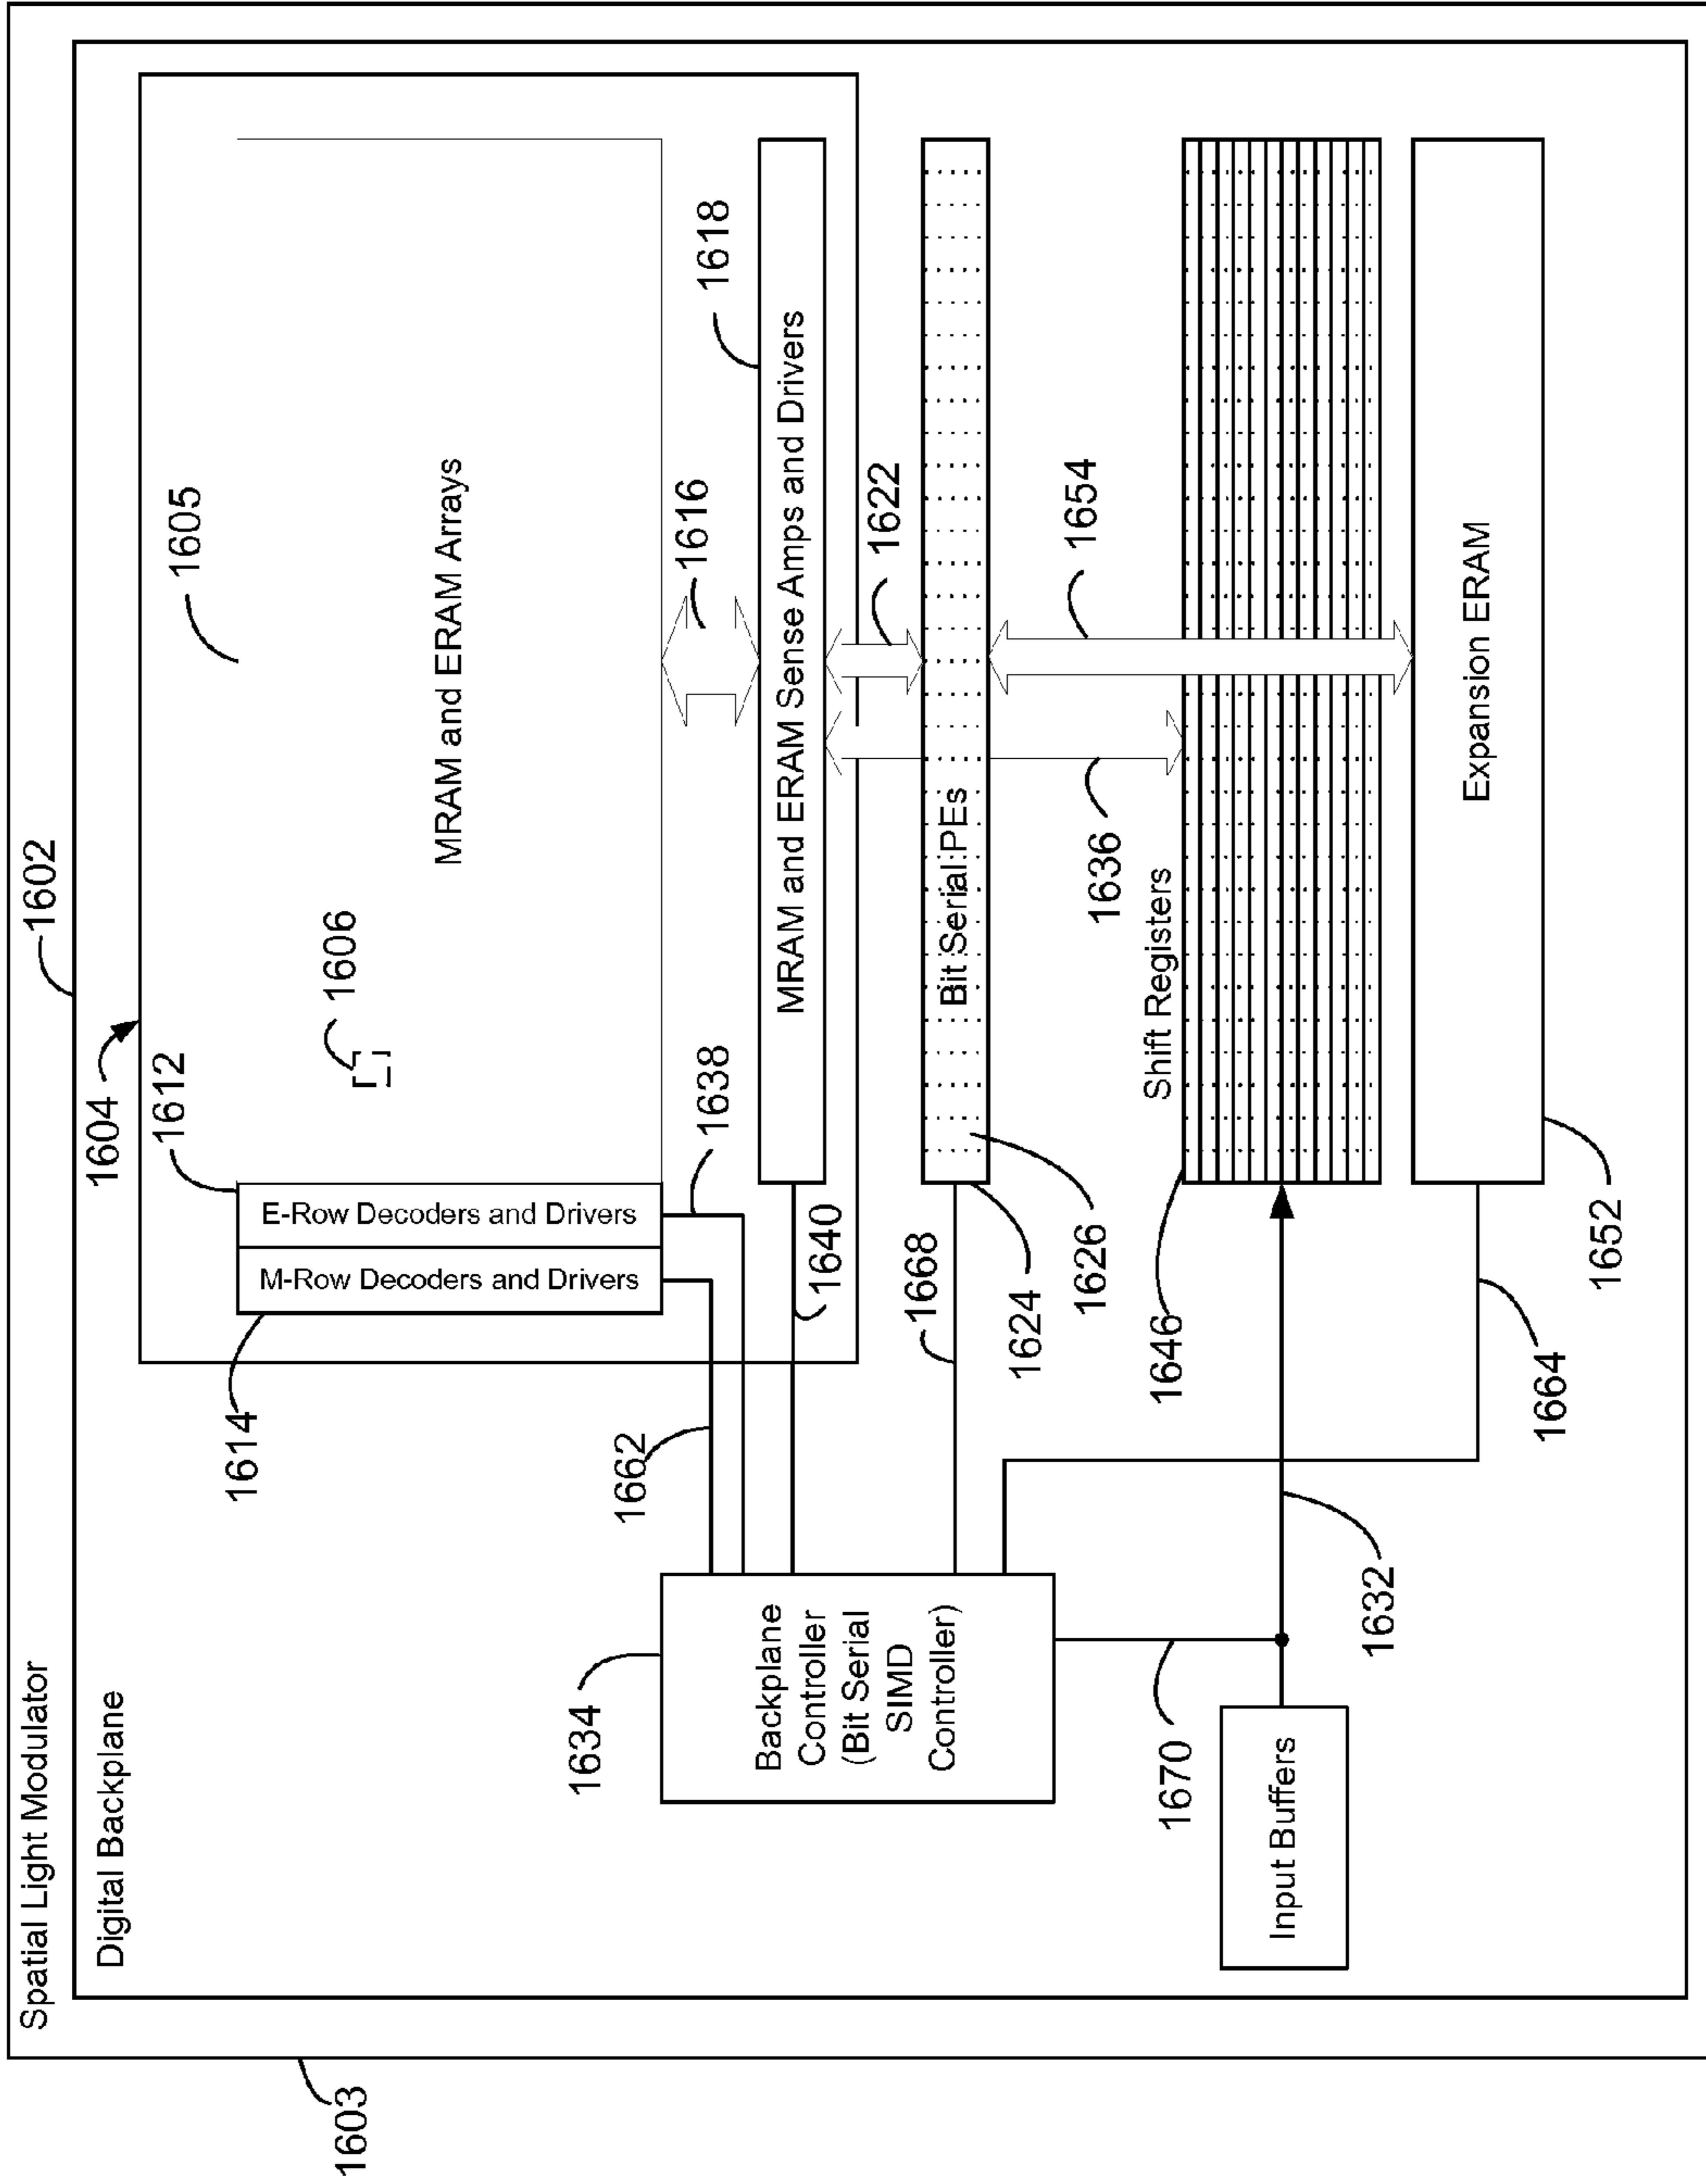 Spatial Light Modulator
1603
Digital Backplane
1602
1604
1605
MRAM and ERAM Arrays
1606
1612
E-Row Decoders and Drivers
M-Row Decoders and Drivers
1614
1616
1618
MRAM and ERAM Sense Amps and Drivers
1638
1640
1662
1622
Bit Serial PEs
1668
1624
1626
1634
Backplane
Controller
(Bit Serial
SIMD
Controller)
1654
1636
Shift Registers
1646
1670
Input Buffers
1632
Expansion ERAM
1664
1652